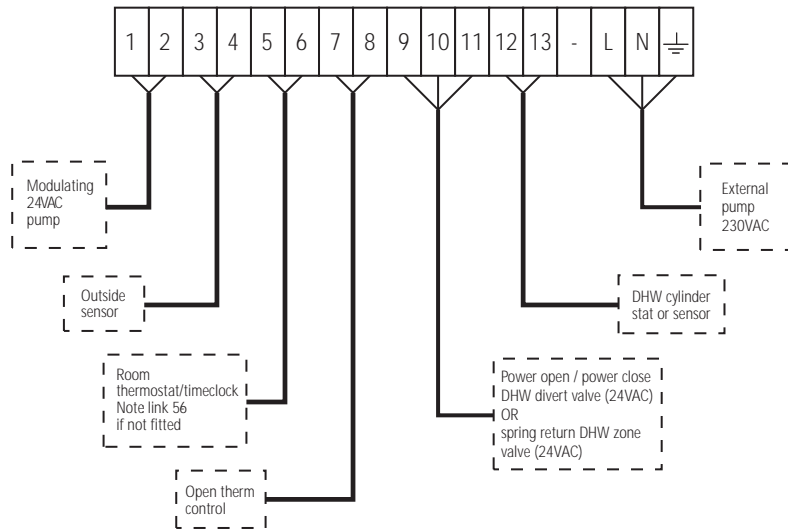 1 2 3 4 5 6 7 8 9 10 11 12 13 - L N
Modulating
24VAC
pump
External
pump
230VAC
Outside
sensor
DHW cylinder
stat or sensor
Room
thermostat/timeclock
Note link 56
if not fitted
Power open / power close
DHW divert valve (24VAC)
OR
spring return DHW zone
valve (24VAC)
Open therm
control